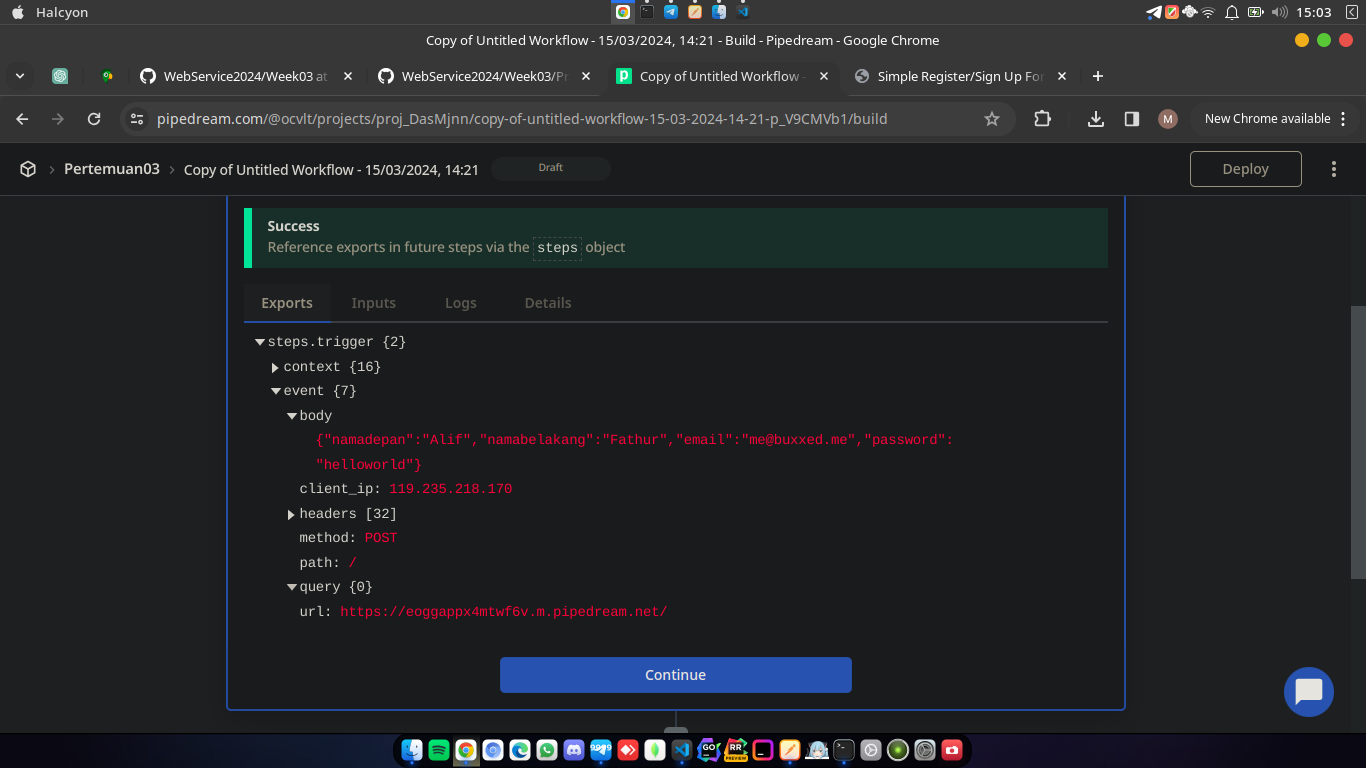 Halcyon
15:03
Copy of Untitled Workflow - 15/03/2024, 14:21 - Build - Pipedream - Google Chrome
WebService2024/Week03 at
WebService2024/Week03/Pr
Copy of Untitled Workflow -
Simple Register/Sign Up For
pipedream.com/@ocvlt/projects/proj_DasMjnn/copy-of-untitled-workflow-15-03-2024-14-21-p_V9CMVb1/build
M
New Chrome available
Pertemuan03
Copy of Untitled Workflow - 15/03/2024, 14:21
Draft
Deploy
Success
Reference exports in future steps via the steps object
Exports
Inputs
Logs
Details
steps.trigger {2}
context {16}
event {7}
body
{"namadepan":"Alif","namabelakang":"Fathur","email":"me@buxxed.me","password":
"helloworld"}
client_ip: 119.235.218.170
headers [32]
method: POST
path: /
query {0}
url: https://eoggappx4mtwf6v.m.pipedream.net/
Continue
GO
RR
PREVIEW